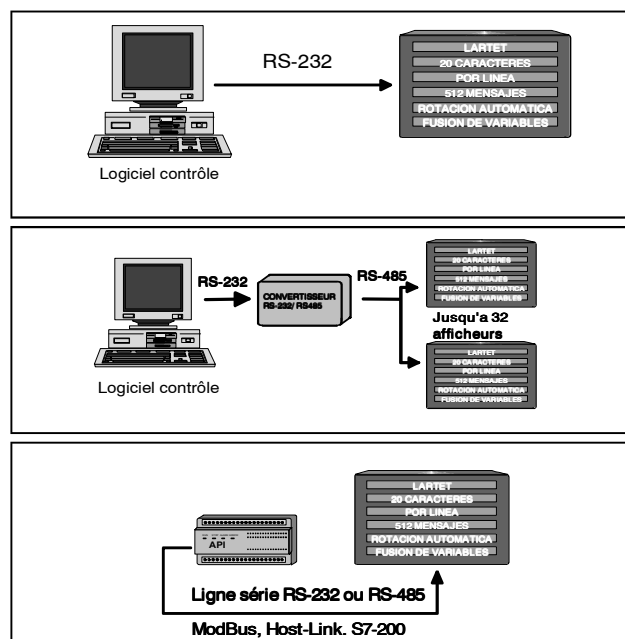 RS-232
LARTET
20 CARACTERES
POR LINEA
512 MENSAJES
ROTACION AUTOMATICA
FUSION DE VARIABLES
Logiciel contrôle
RS-232
CONVERTISSEUR
RS-232/ RS485
RS-485
LARTET
20 CARACTERES
POR LINEA
512 MENSAJES
ROTACION AUTOMATICA
FUSION DE VARIABLES
Jusqu'a 32
afficheurs
LARTET
20 CARACTERES
POR LINEA
512 MENSAJES
ROTACION AUTOMATICA
FUSION DE VARIABLES
Logiciel contrôle
API
LARTET
20 CARACTERES
POR LINEA
512 MENSAJES
ROTACION AUTOMATICA
FUSION DE VARIABLES
Ligne série RS-232 ou RS-485
ModBus, Host-Link. S7-200